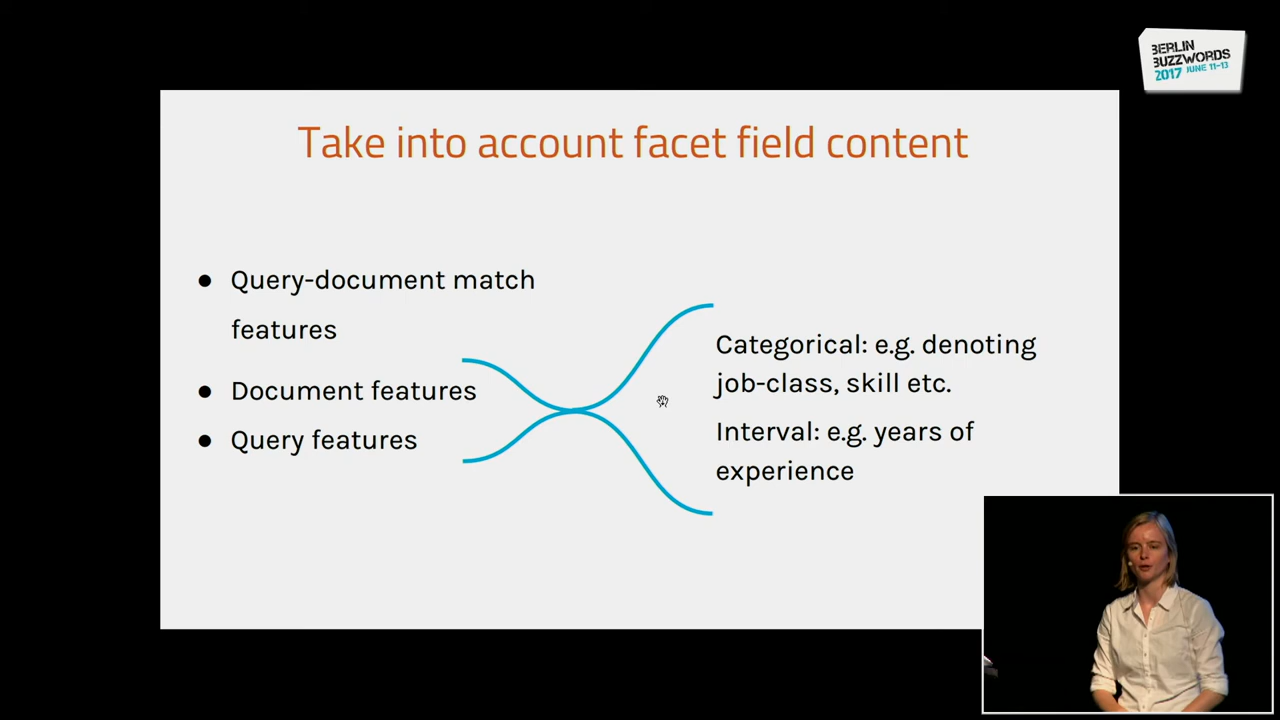 BERLIN
BUZZWORDS
2017 JUNE 11-13
Take into account facet field content
● Query-document match
features
● Document features
● Query features
Categorical: e.g. denoting
job-class, skill etc.
Interval: e.g. years of
experience